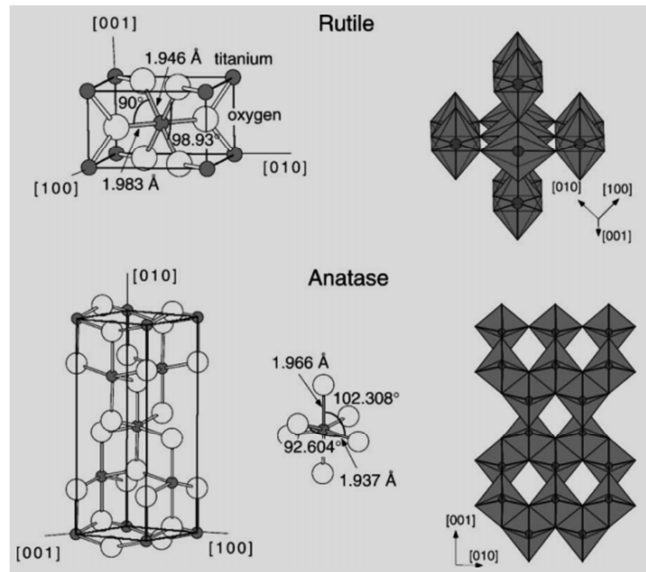 Rutile
[001]
1.946 Å titanium
90°
oxygen
98.93°
[010]
[100]
1.983 Å
[010]
[100]
[001]
Anatase
[010]
1.966 Å
102.308°
92.604°
1.937 Å
[001]
[100]
[001]
[010]